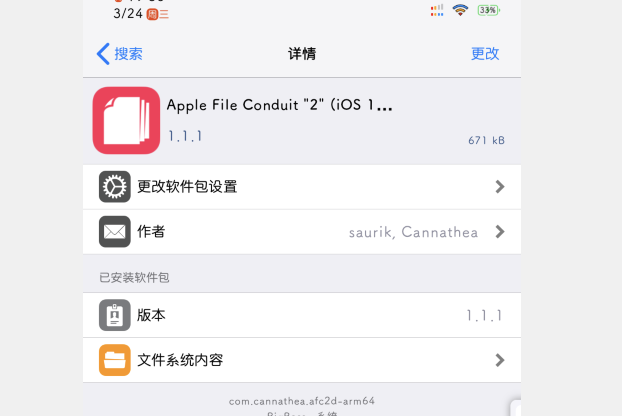 3/24 周三
33%
搜索
详情
更改
Apple File Conduit "2" (iOS 1...
1.1.1
671 kB
更改软件包设置
作者
saurik, Cannathea
已安装软件包
版本
1.1.1
文件系统内容
com.cannathea.afc2d-arm64